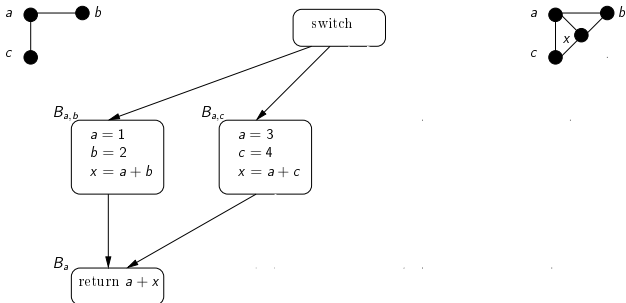 a b
c
switch
a b
x
c
B_{a,b}
a = 1
b = 2
x = a + b
B_{a,c}
a = 3
c = 4
x = a + c
B_a
return a + x